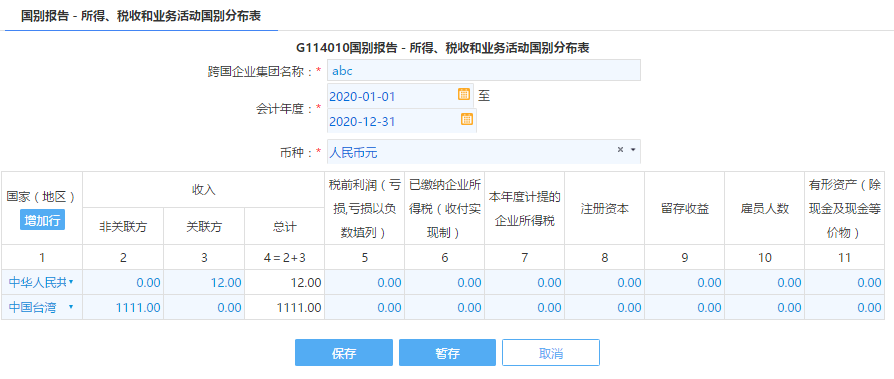 国别报告 - 所得、税收和业务活动国别分布表
G114010国别报告 - 所得、税收和业务活动国别分布表
跨国企业集团名称：* abc
会计年度：* 2020-01-01 至
2020-12-31
币种：* 人民币元 ×
国家（地区） 增加行 收入 税前利润（亏损,亏损以负数填列） 已缴纳企业所得税（收付实现制） 本年度计提的企业所得税 注册资本 留存收益 雇员人数 有形资产（除现金及现金等价物）
非关联方 关联方 总计
1 2 3 4＝2+3 5 6 7 8 9 10 11
中华人民共 0.00 12.00 12.00 0.00 0.00 0.00 0.00 0.00 0.00 0.00
中国台湾 1111.00 0.00 1111.00 0.00 0.00 0.00 0.00 0.00 0.00 0.00
保存 暂存 取消